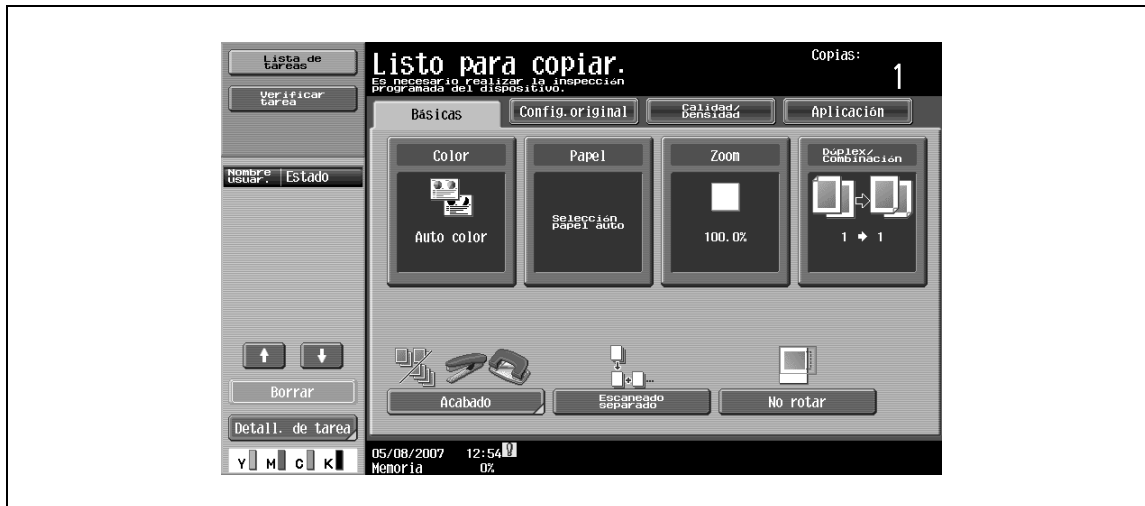 Lista de
tareas
Verificar
tarea
Nombre
usuar.
Estado
Borrar
Detall. de tarea
Y M C K
Listo para copiar.
Es necesario realizar la inspección
programada del dispositivo.
Copias:
1
Básicas
Config.original
Calidad/
Densidad
Aplicación
Color
Auto color
Papel
Selección
papel auto
Zoom
100.0%
Dúplex/
Combinación
1 → 1
Acabado
Escaneado
separado
No rotar
05/08/2007 12:54
Memoria 0%